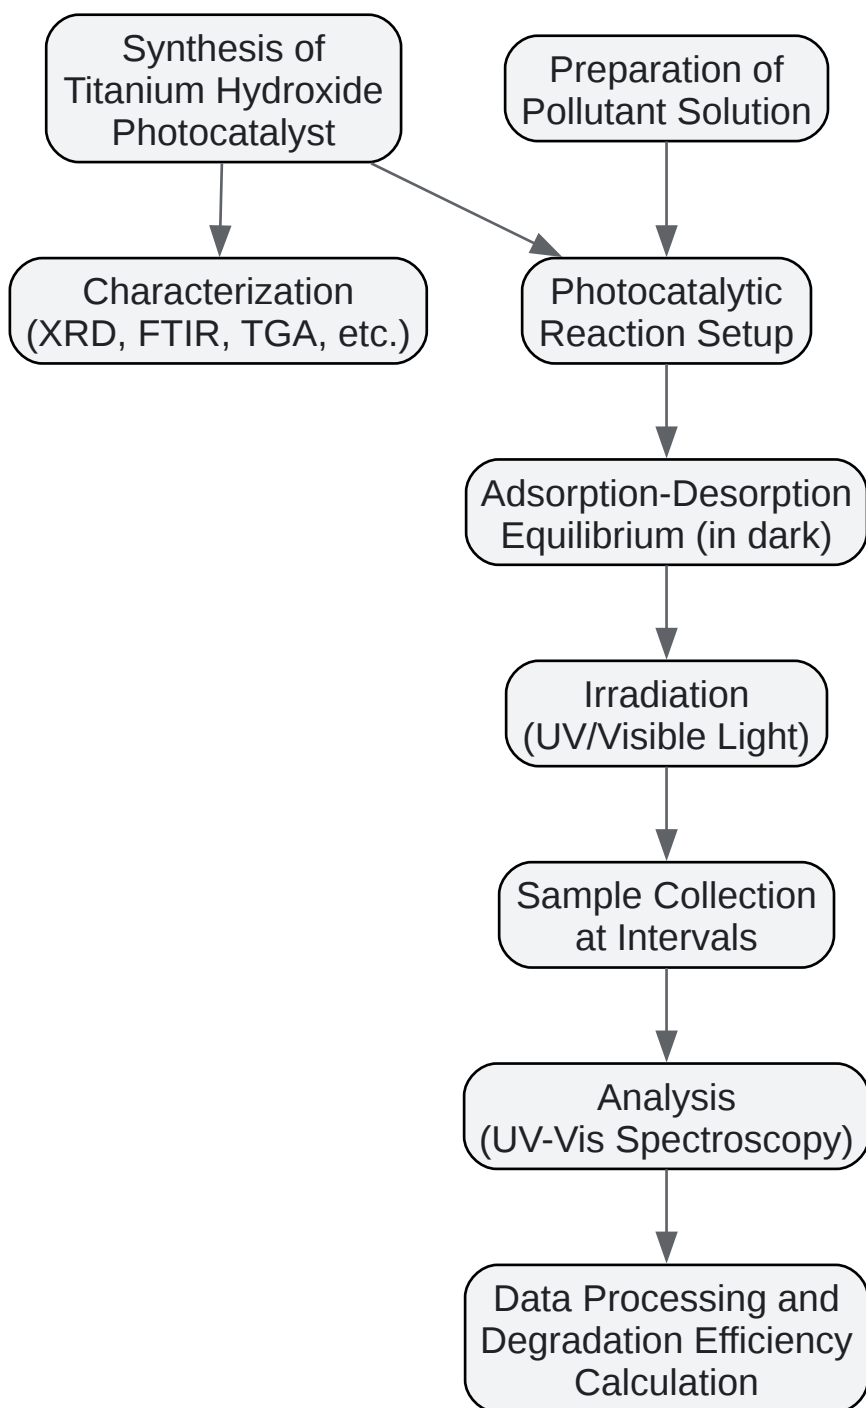 Synthesis of
Titanium Hydroxide
Photocatalyst
Preparation of
Pollutant Solution
Characterization
(XRD, FTIR, TGA, etc.)
Photocatalytic
Reaction Setup
Adsorption-Desorption
Equilibrium (in dark)
Irradiation
(UV/Visible Light)
Sample Collection
at Intervals
Analysis
(UV-Vis Spectroscopy)
Data Processing and
Degradation Efficiency
Calculation